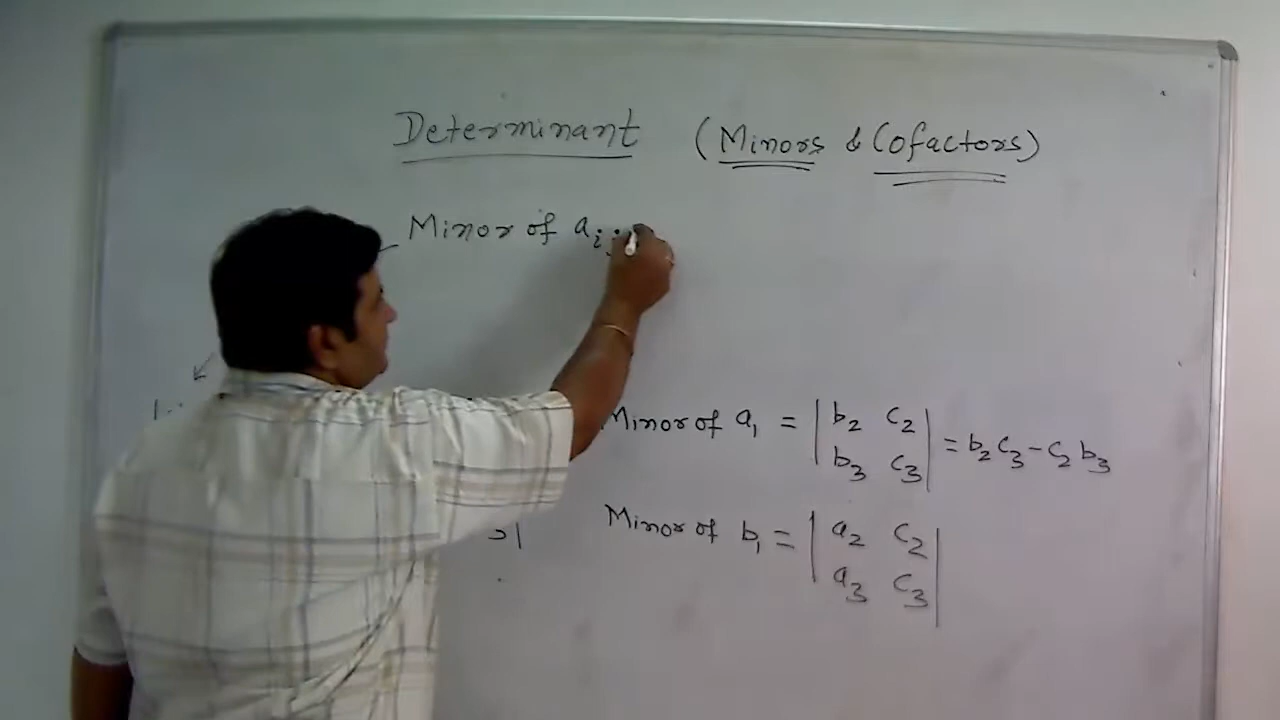 Determinant (Minors & Cofactors)
Minor of aij
Minor of a1 = | b2 c2 | = b2c3 - c2b3
| b3 c3 |
Minor of b1 = | a2 c2 |
| a3 c3 |